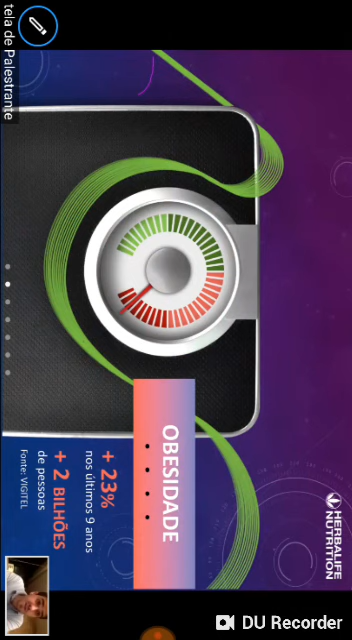 tela de Palestrante
HERBALIFE
NUTRITION
OBESIDADE
+ 23%
nos últimos 9 anos
+ 2 BILHÕES
de pessoas
Fonte: VIGITEL
DU Recorder